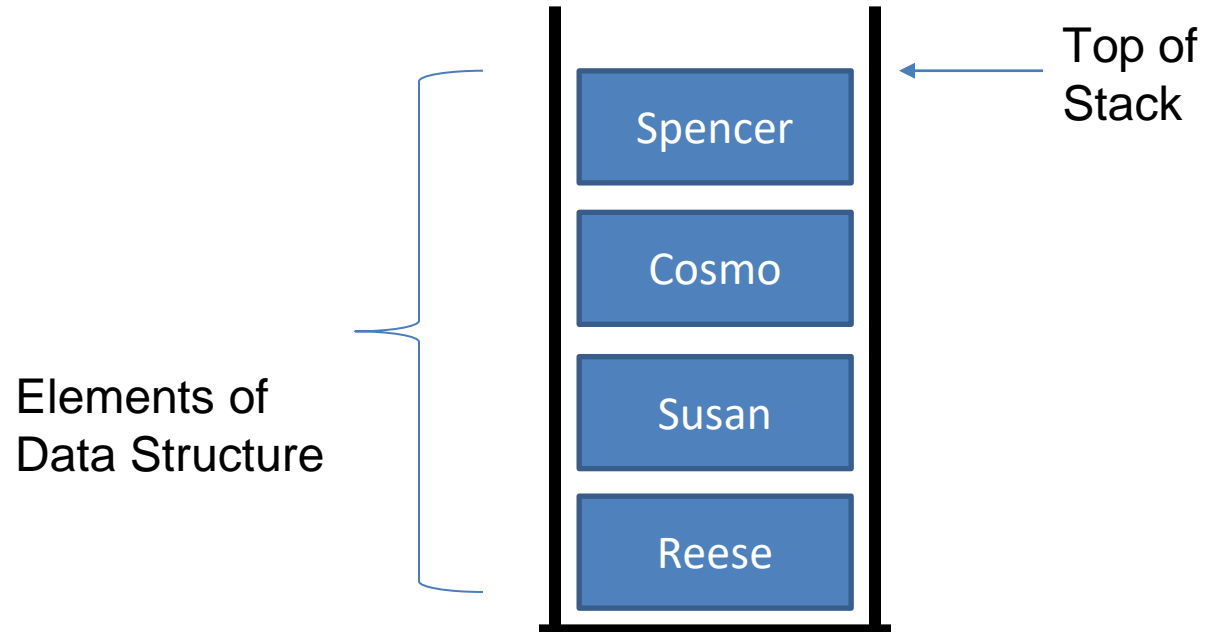 Top of
Stack
Spencer
Cosmo
Susan
Reese
Elements of
Data Structure